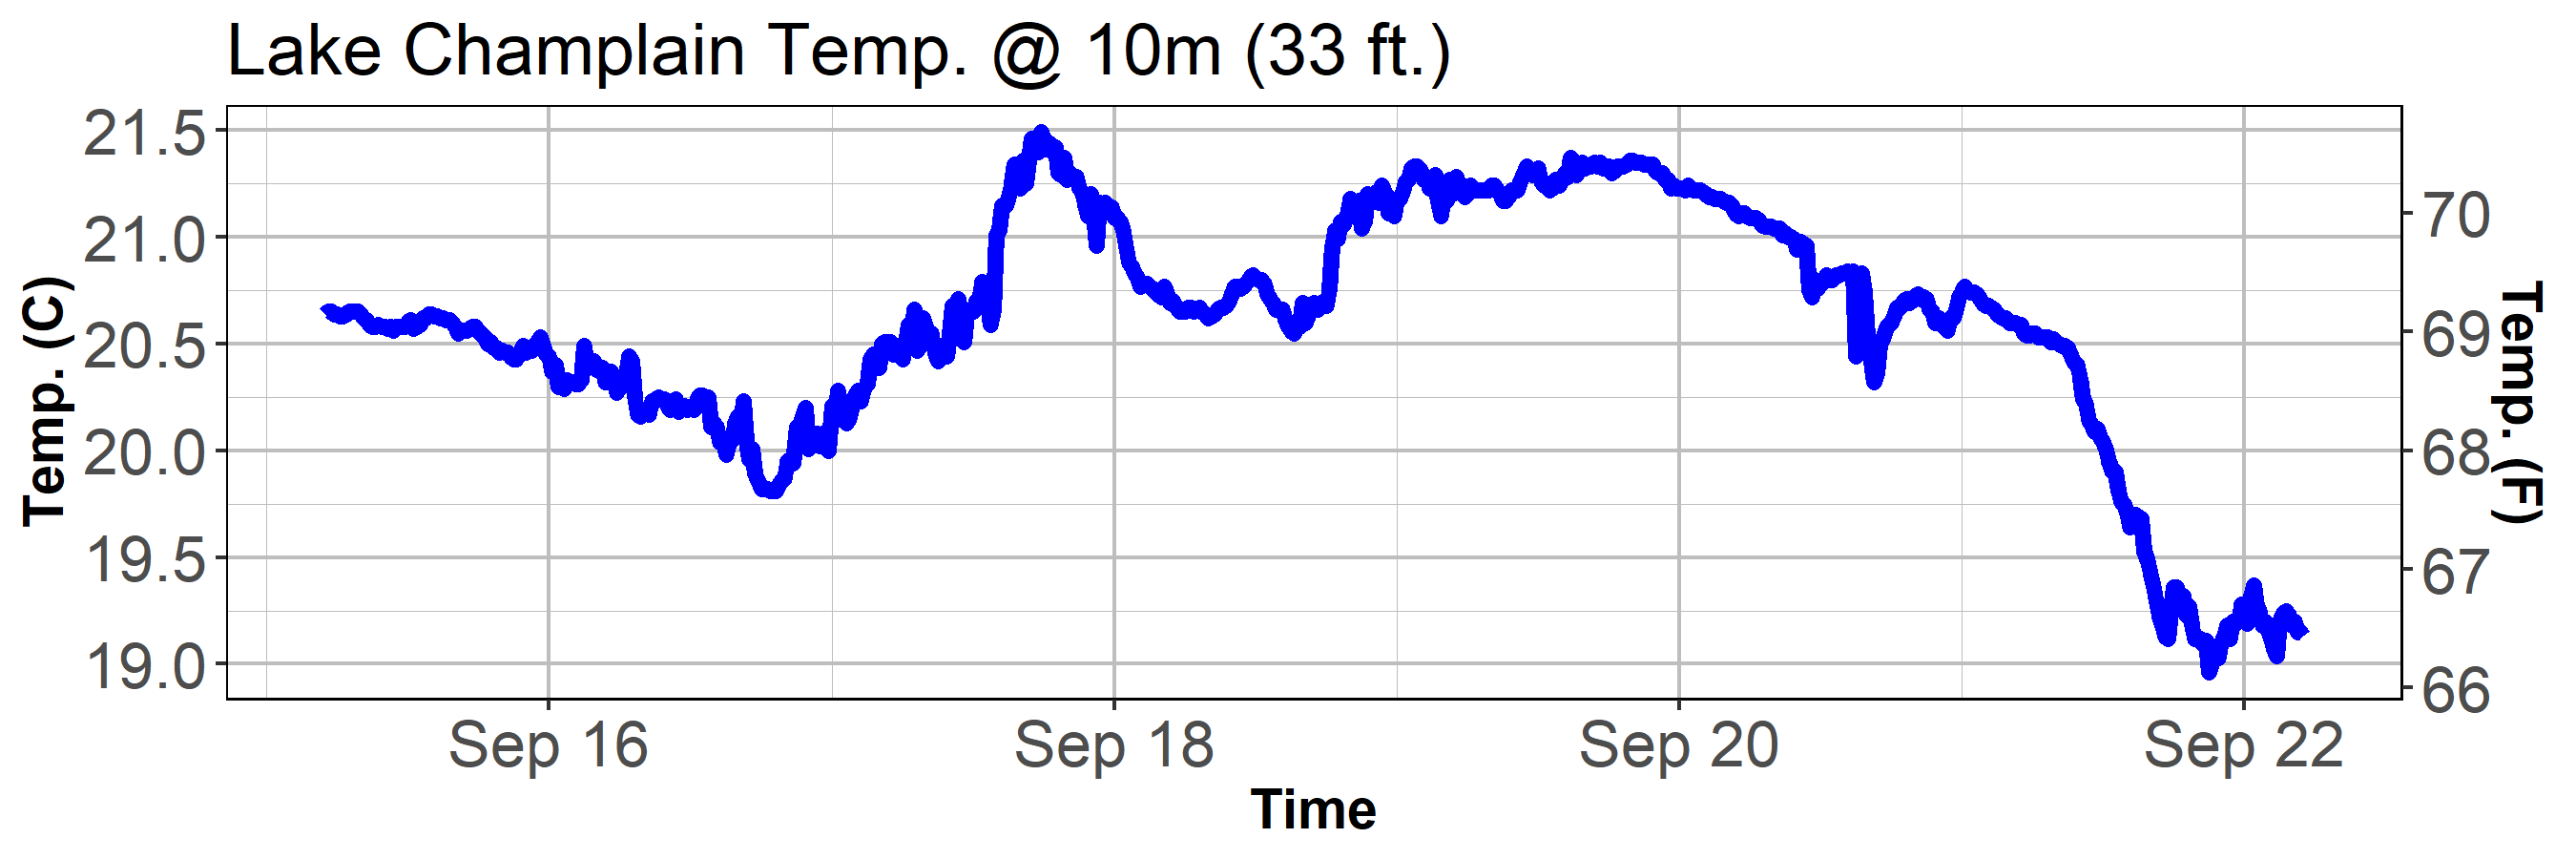 Lake Champlain Temp. @ 10m (33 ft.)
Temp. (C)
21.5
21.0
20.5
20.0
19.5
19.0
70
69
68
67
66
Temp. (F)
Sep 16
Sep 18
Sep 20
Sep 22
Time